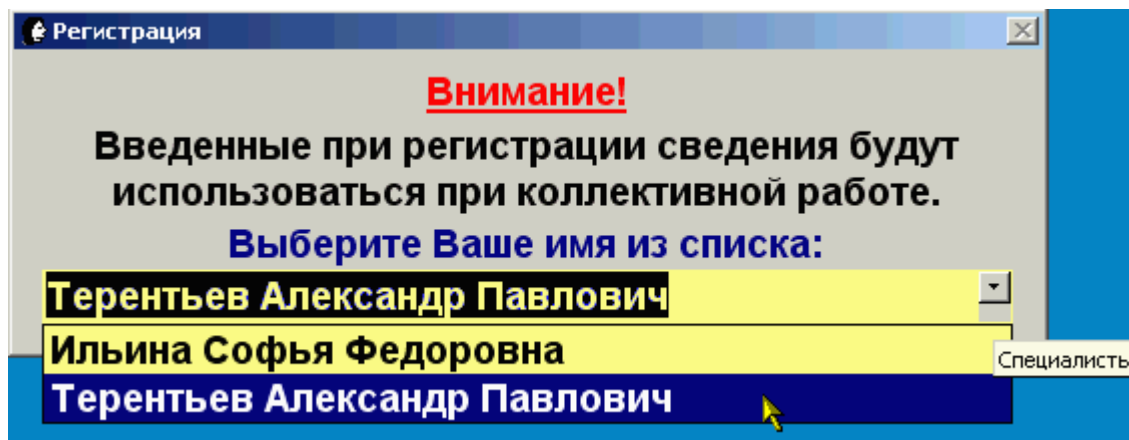 Регистрация
Внимание!
Введенные при регистрации сведения будут
использоваться при коллективной работе.
Выберите Ваше имя из списка:
Терентьев Александр Павлович
Ильина Софья Федоровна
Специалисты
Терентьев Александр Павлович